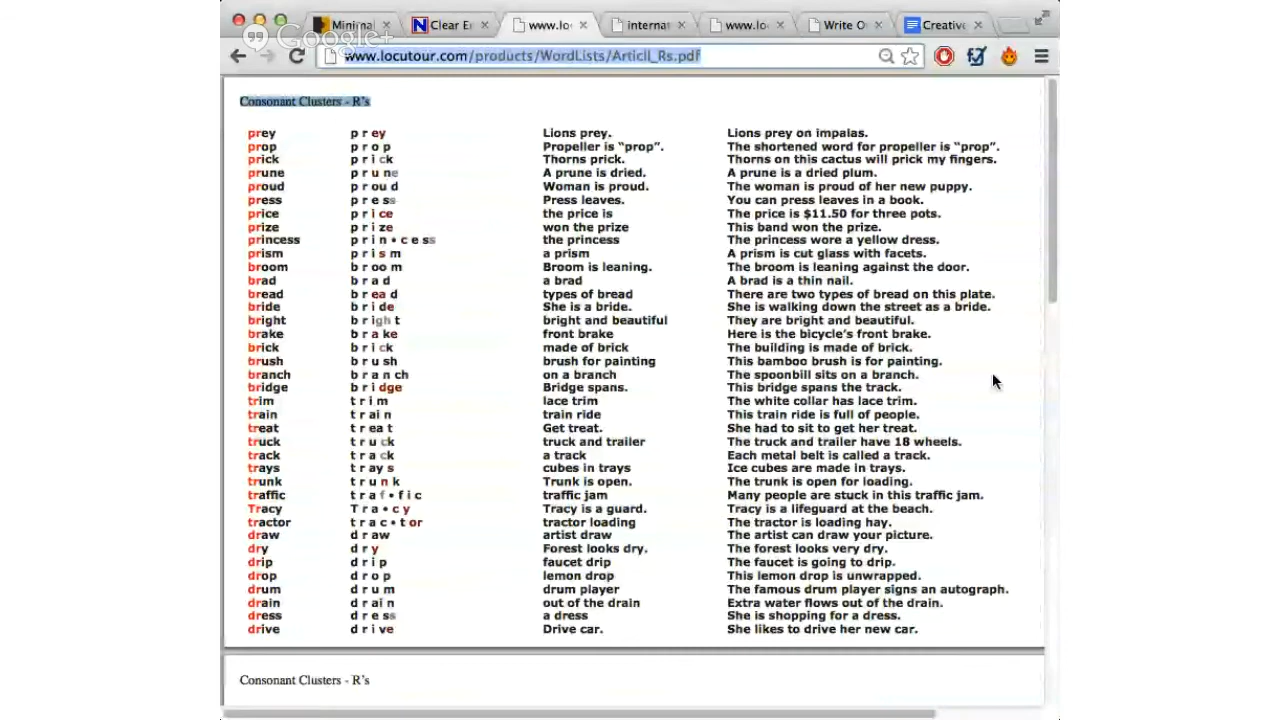 Minimal
Clear E
www.loc
internat
www.lo
Write O
Creative
Google+
www.locutour.com/products/WordLists/Articll_Rs.pdf
Consonant Clusters - R's
prey p r ey Lions prey. Lions prey on impalas.
prop p r o p Propeller is "prop". The shortened word for propeller is "prop".
prick p r i ck Thorns prick. Thorns on this cactus will prick my fingers.
prune p r u ne A prune is dried. A prune is a dried plum.
proud p r ou d Woman is proud. The woman is proud of her new puppy.
press p r e ss Press leaves. You can press leaves in a book.
price p r i ce the price is The price is $11.50 for three pots.
prize p r i ze won the prize This band won the prize.
princess p r i n • c e ss the princess The princess wore a yellow dress.
prism p r i s m a prism A prism is cut glass with facets.
broom b r oo m Broom is leaning. The broom is leaning against the door.
brad b r a d a brad A brad is a thin nail.
bread b r ea d types of bread There are two types of bread on this plate.
bride b r i de She is a bride. She is walking down the street as a bride.
bright b r igh t bright and beautiful They are bright and beautiful.
brake b r a ke front brake Here is the bicycle's front brake.
brick b r i ck made of brick The building is made of brick.
brush b r u sh brush for painting This bamboo brush is for painting.
branch b r a n ch on a branch The spoonbill sits on a branch.
bridge b r i dge Bridge spans. This bridge spans the track.
trim t r i m lace trim The white collar has lace trim.
train t r ai n train ride This train ride is full of people.
treat t r ea t Get treat. She had to sit to get her treat.
truck t r u ck truck and trailer The truck and trailer have 18 wheels.
track t r a ck a track Each metal belt is called a track.
trays t r ay s cubes in trays Ice cubes are made in trays.
trunk t r u n k Trunk is open. The trunk is open for loading.
traffic t r a f • f i c traffic jam Many people are stuck in this traffic jam.
Tracy T r a • c y Tracy is a guard. Tracy is a lifeguard at the beach.
tractor t r a c • t or tractor loading The tractor is loading hay.
draw d r aw artist draw The artist can draw your picture.
dry d r y Forest looks dry. The forest looks very dry.
drip d r i p faucet drip The faucet is going to drip.
drop d r o p lemon drop This lemon drop is unwrapped.
drum d r u m drum player The famous drum player signs an autograph.
drain d r ai n out of the drain Extra water flows out of the drain.
dress d r e ss a dress She is shopping for a dress.
drive d r i ve Drive car. She likes to drive her new car.
Consonant Clusters - R's